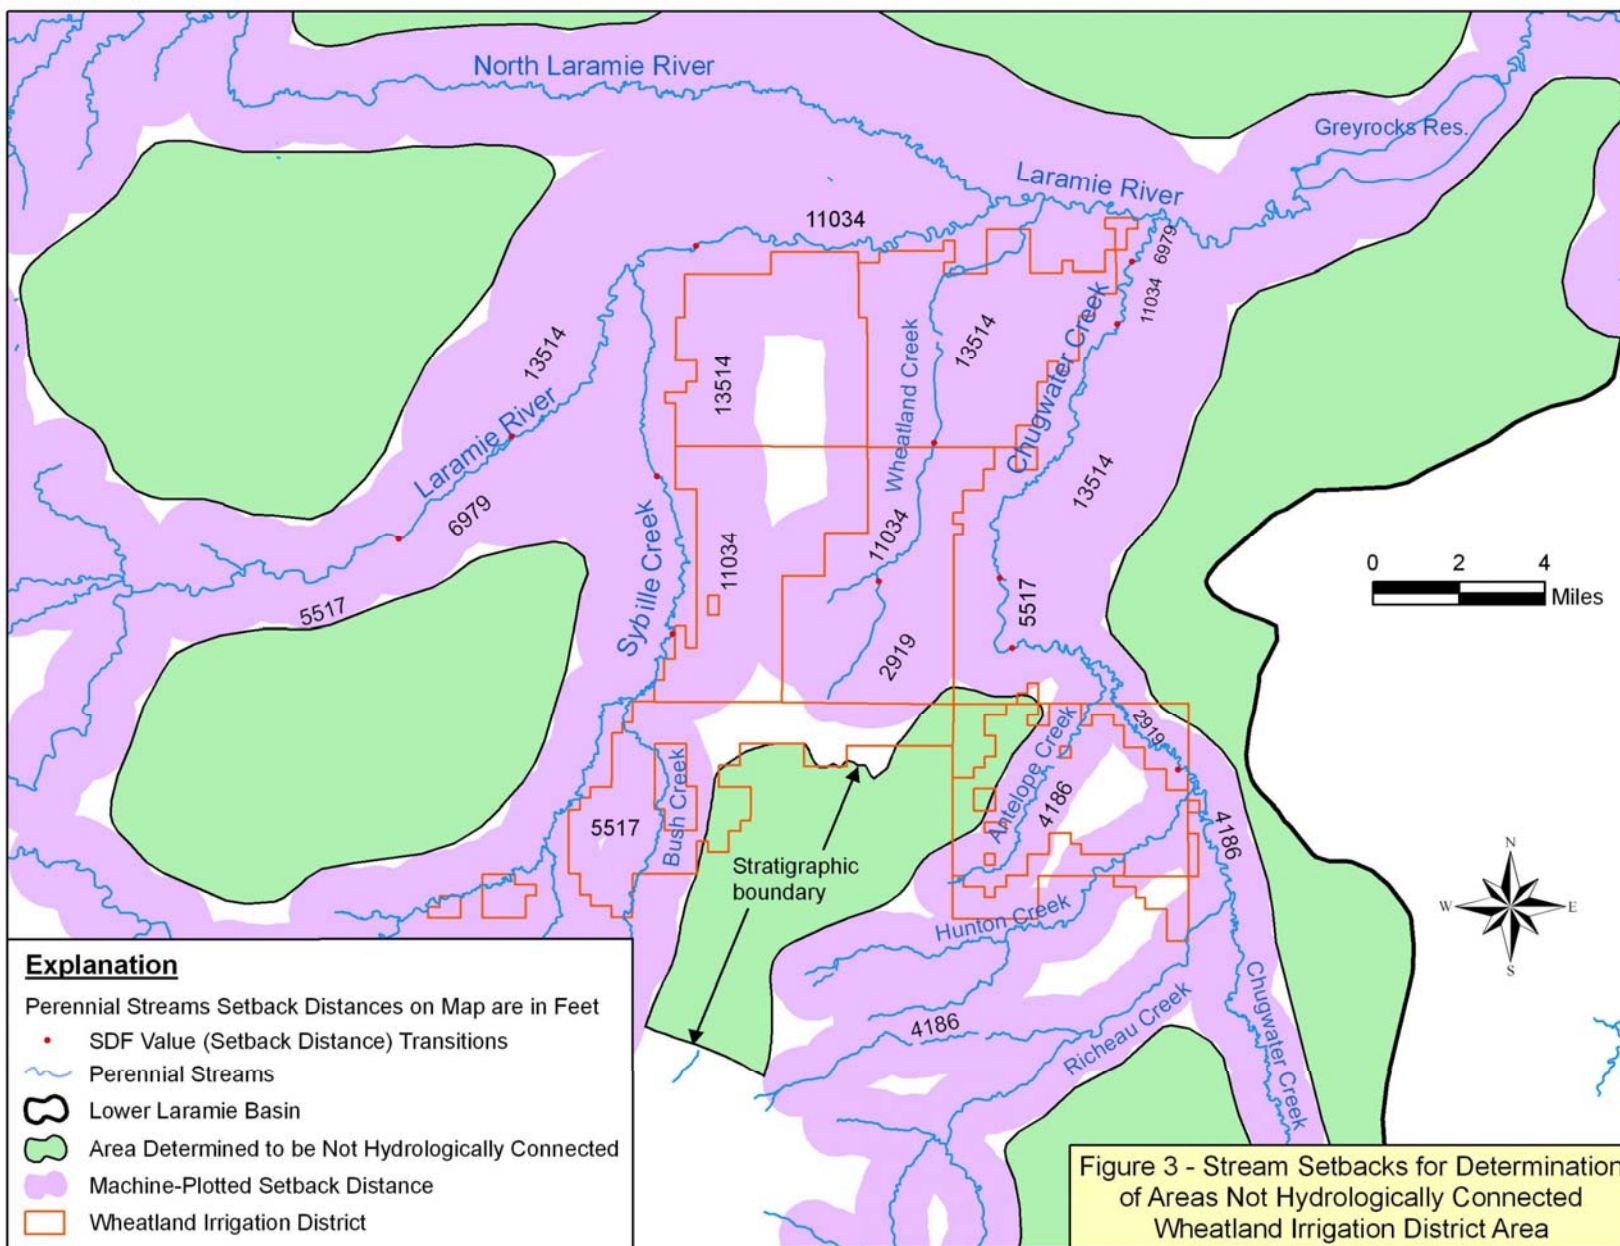 North Laramie River
Greyrocks Res.
Laramie River
11034
6979
11034
13514
13514
13514
Wheatland Creek
Chugwater Creek
Laramie River
13514
6979
Sybille Creek
11034
11034
5517
5517
2919
0 2 4
Miles
2919
Antelope Creek
4186
4186
Bush Creek
5517
Stratigraphic
boundary
Hunton Creek
4186
Richeau Creek
Chugwater Creek
N
W E
S
Explanation
Perennial Streams Setback Distances on Map are in Feet
SDF Value (Setback Distance) Transitions
Perennial Streams
Lower Laramie Basin
Area Determined to be Not Hydrologically Connected
Machine-Plotted Setback Distance
Wheatland Irrigation District
Figure 3 - Stream Setbacks for Determination
of Areas Not Hydrologically Connected
Wheatland Irrigation District Area